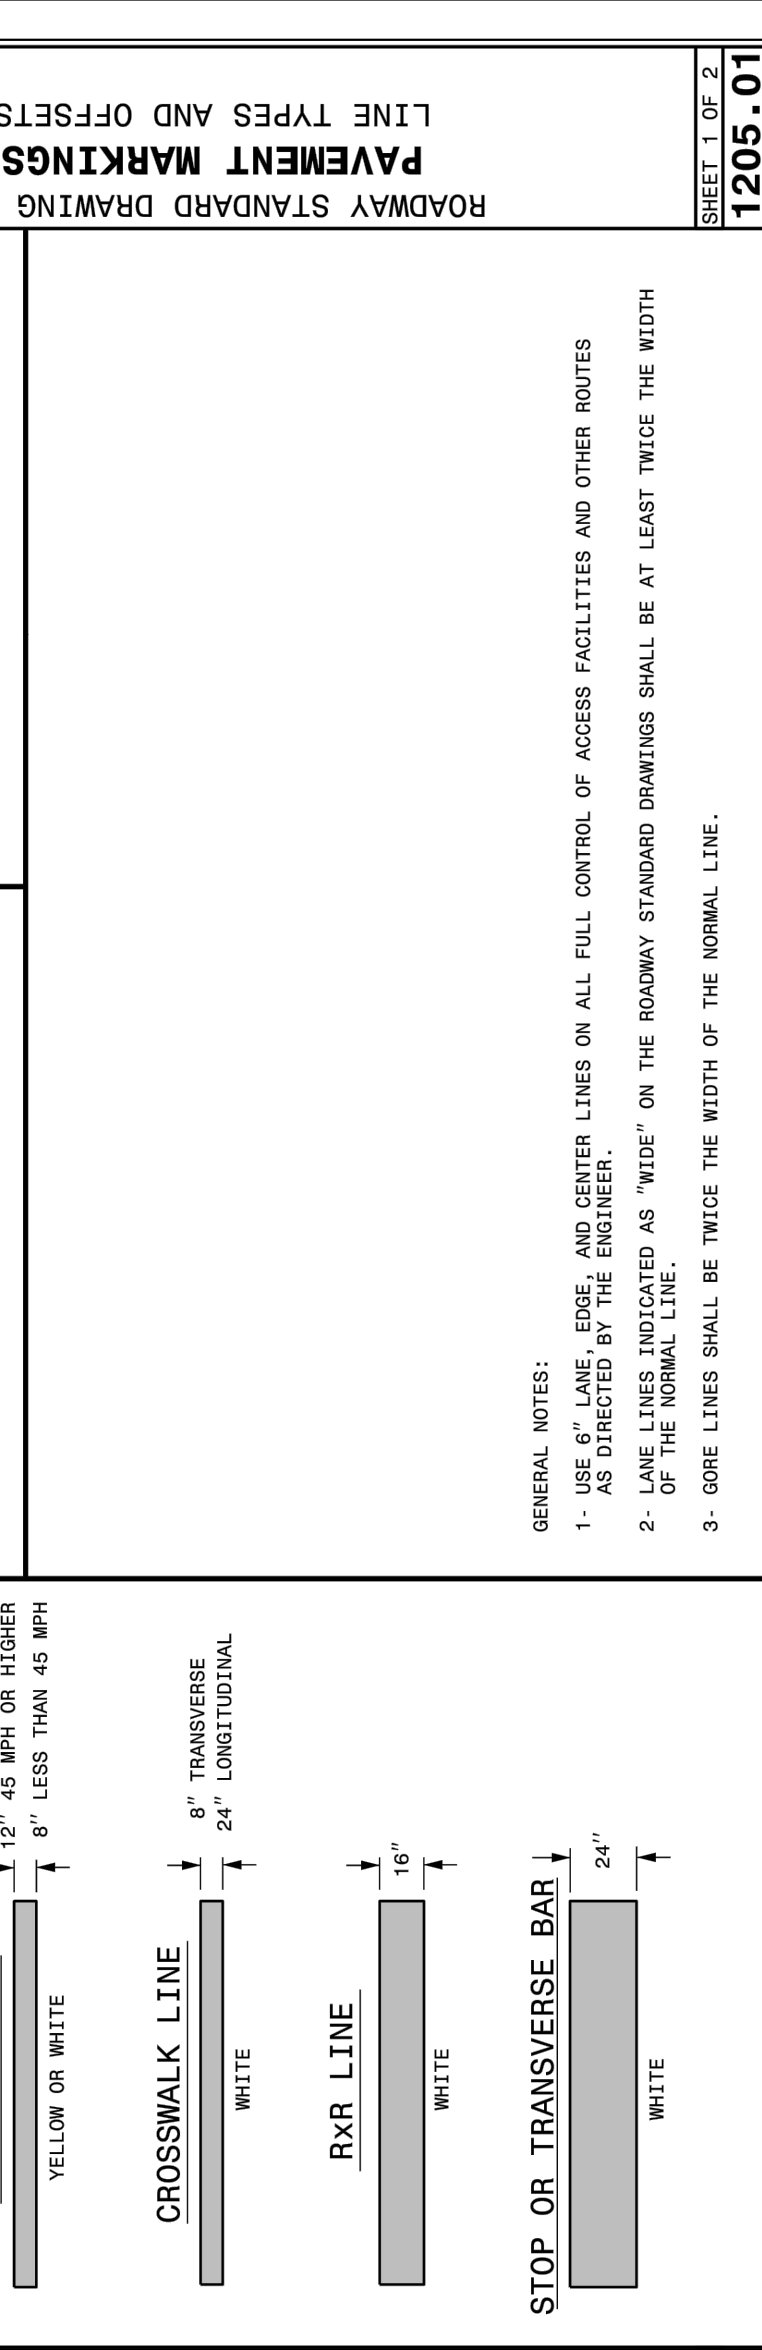 LINE TYPES AND OFFSETS
PAVEMENT MARKINGS
ROADWAY STANDARD DRAWING
SHEET 1 OF 2
1205.01
12" 45 MPH OR HIGHER
8" LESS THAN 45 MPH
YELLOW OR WHITE
CROSSWALK LINE
8" TRANSVERSE
24" LONGITUDINAL
WHITE
RxR LINE
16"
WHITE
STOP OR TRANSVERSE BAR
24"
WHITE
GENERAL NOTES:
1- USE 6" LANE, EDGE, AND CENTER LINES ON ALL FULL CONTROL OF ACCESS FACILITIES AND OTHER ROUTES
AS DIRECTED BY THE ENGINEER.
2- LANE LINES INDICATED AS "WIDE" ON THE ROADWAY STANDARD DRAWINGS SHALL BE AT LEAST TWICE THE WIDTH
OF THE NORMAL LINE.
3- GORE LINES SHALL BE TWICE THE WIDTH OF THE NORMAL LINE.